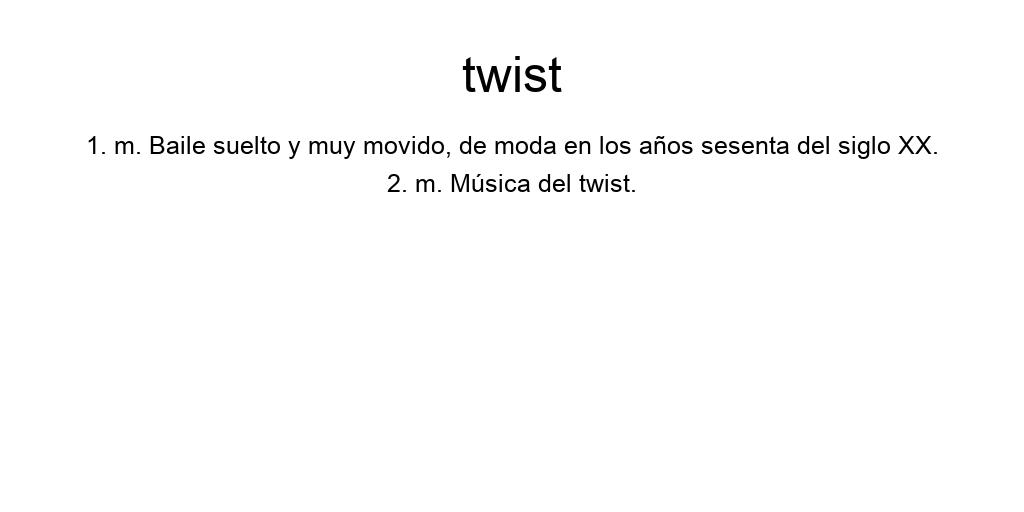 twist
1. m. Baile suelto y muy movido, de moda en los años sesenta del siglo XX.
2. m. Música del twist.